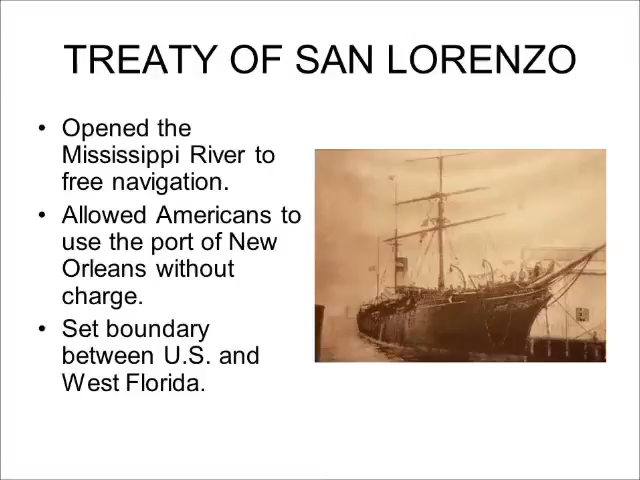 TREATY OF SAN LORENZO
• Opened the
Mississippi River to
free navigation.
• Allowed Americans to
use the port of New
Orleans without
charge.
• Set boundary
between U.S. and
West Florida.